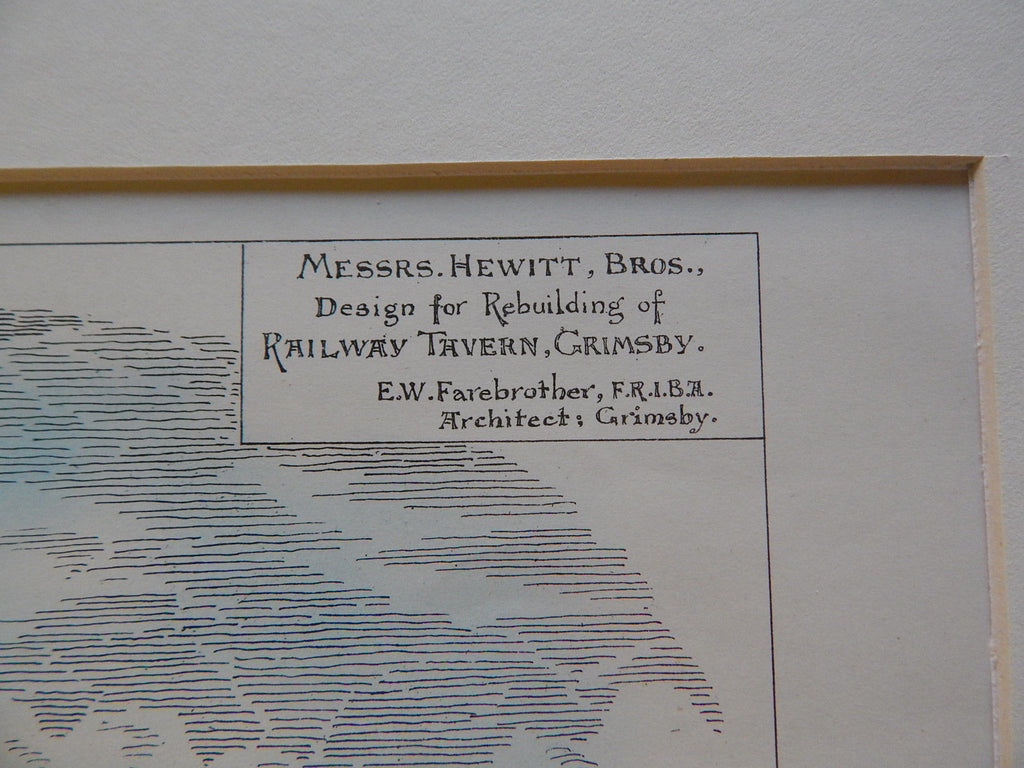 MESSRS. HEWITT, BROS.,
Design for Rebuilding of
RAILWAY TAVERN, GRIMSBY.
E.W. Farebrother, F.R.I.B.A.
Architect; Grimsby.